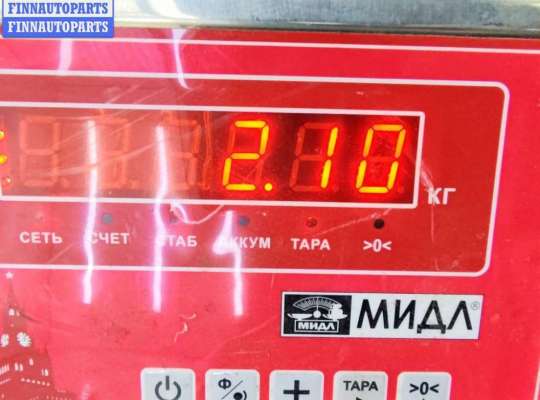 FINNAUTOPARTS
FINNAUTOPARTS
2.10 КГ
СЕТЬ СЧЕТ СТАБ АККУМ ТАРА >0<
МИДЛ МИДЛ®
Ф ТАРА >0<